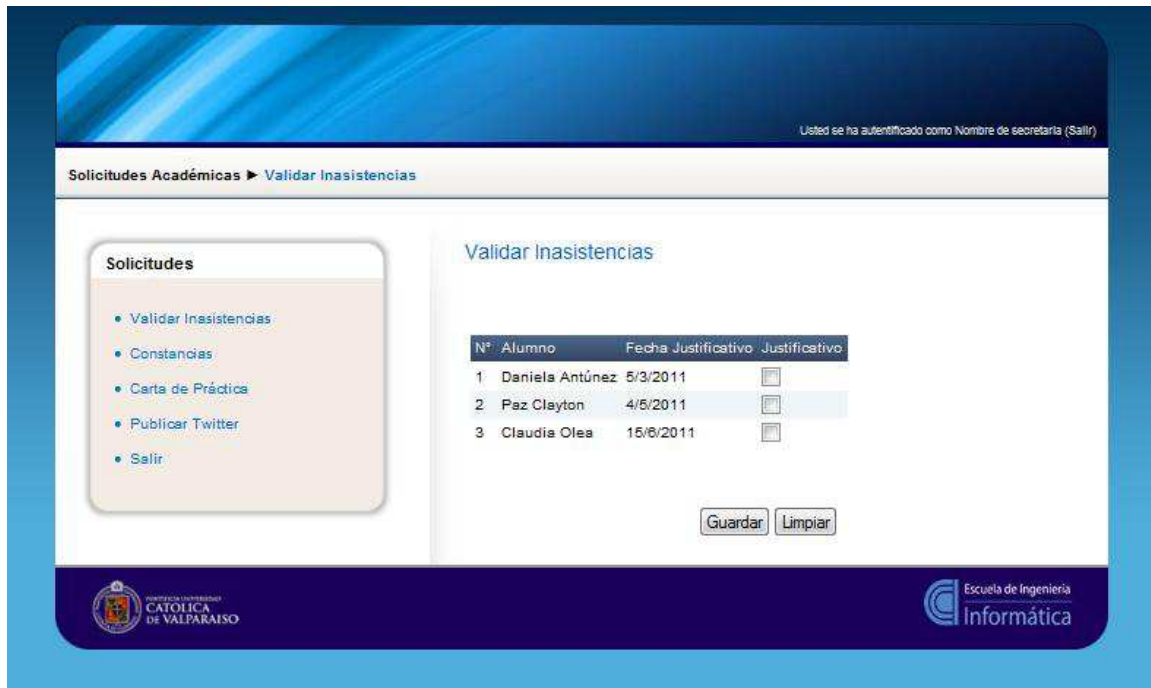 Usted se ha autentificado como Nombre de secretaria (Salir)
Solicitudes Académicas ► Validar Inasistencias
Solicitudes
• Validar Inasistencias
• Constancias
• Carta de Práctica
• Publicar Twitter
• Salir
Validar Inasistencias
N° Alumno Fecha Justificativo Justificativo
1 Daniela Antúnez 5/3/2011
2 Paz Clayton 4/5/2011
3 Claudia Olea 15/6/2011
Guardar Limpiar
PONTIFICIA UNIVERSIDAD
CATOLICA
DE VALPARAISO
Escuela de Ingeniería
Informática